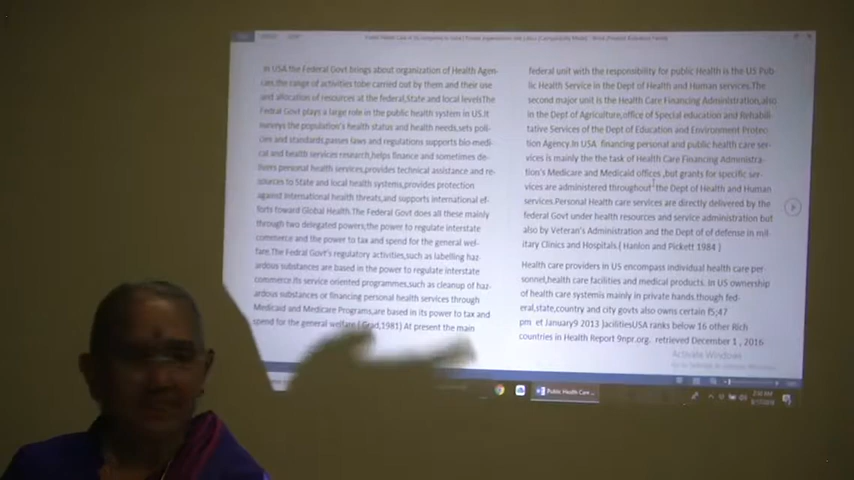 In USA the Federal Govt brings about organization of Health Agen-
cies,the range of activities tobe carried out by them and their use
and allocation of resources at the federal,State and local levelsThe
Fedral Govt plays a large role in the public health system in US.It
surveys the population's health status and health needs,sets poli-
cies and standards,passes laws and regulations supports bio-medi-
cal and health services research,helps finance and sometimes de-
livers personal health services,provides technical assistance and re-
sources to State and local health systems,provides protection
against international health threats,and supports international ef-
forts toward Global Health.The Federal Govt does all these mainly
through two delegated powers,the power to regulate interstate
commerce and the power to tax and spend for the general wel-
fare.The Fedral Govt's regulatory activities,such as labelling haz-
ardous substances are based in the power to regulate interstate
commerce.Its service oriented programmes,such as cleanup of haz-
ardous substances or financing personal health services through
Medicaid and Medicare Programs,are based in its power to tax and
spend for the general welfare.( Grad,1981) At present the main
federal unit with the responsibility for public Health is the US Pub
lic Health Service in the Dept of Health and Human services.The
second major unit is the Health Care Financing Administration,also
in the Dept of Agriculture,office of Special education and Rehabili-
tative Services of the Dept of Education and Environment Protec-
tion Agency.In USA financing personal and public health care ser-
vices is mainly the the task of Health Care Financing Administra-
tion's Medicare and Medicaid offices ,but grants for specific ser-
vices are administered throughout the Dept of Health and Human
services.Personal Health care services are directly delivered by the
federal Govt under health resources and service administration but
also by Veteran's Administration and the Dept of of defense in mil-
itary Clinics and Hospitals.( Hanlon and Pickett 1984 )
Health care providers in US encompass individual health care per
sonnel,health care facilities and medical products. In US ownership
of health care systemis mainly in private hands.though fed-
eral,state,country and city govts also owns certain f5;47
pm et January9 2013 jacilitiesUSA ranks below 16 other Rich
countries in Health Report 9npr.org. retrieved December 1 , 2016
Activate Windows
Public Health Care ...